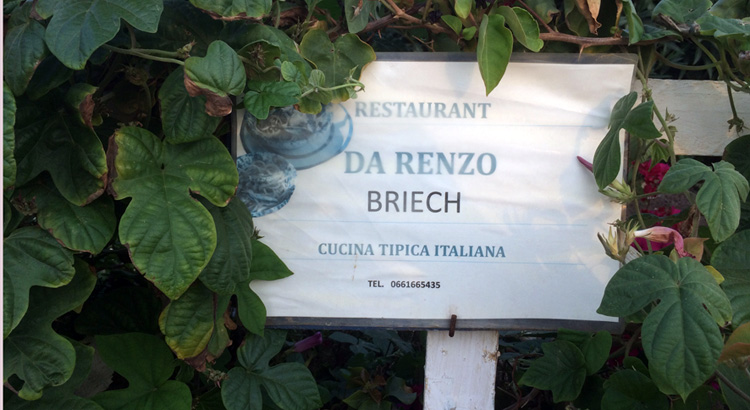 RESTAURANT
DA RENZO
BRIECH
CUCINA TIPICA ITALIANA
TEL. 0661665435